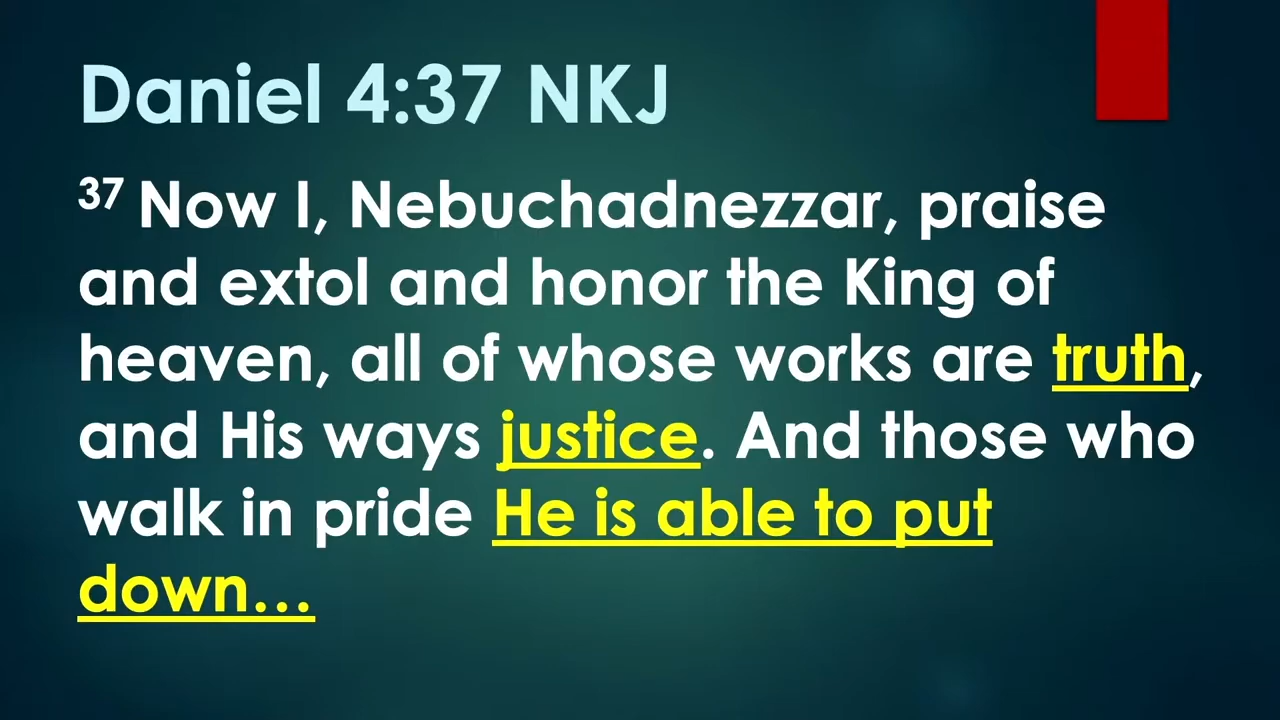 Daniel 4:37 NKJ
37 Now I, Nebuchadnezzar, praise
and extol and honor the King of
heaven, all of whose works are truth,
and His ways justice. And those who
walk in pride He is able to put
down…